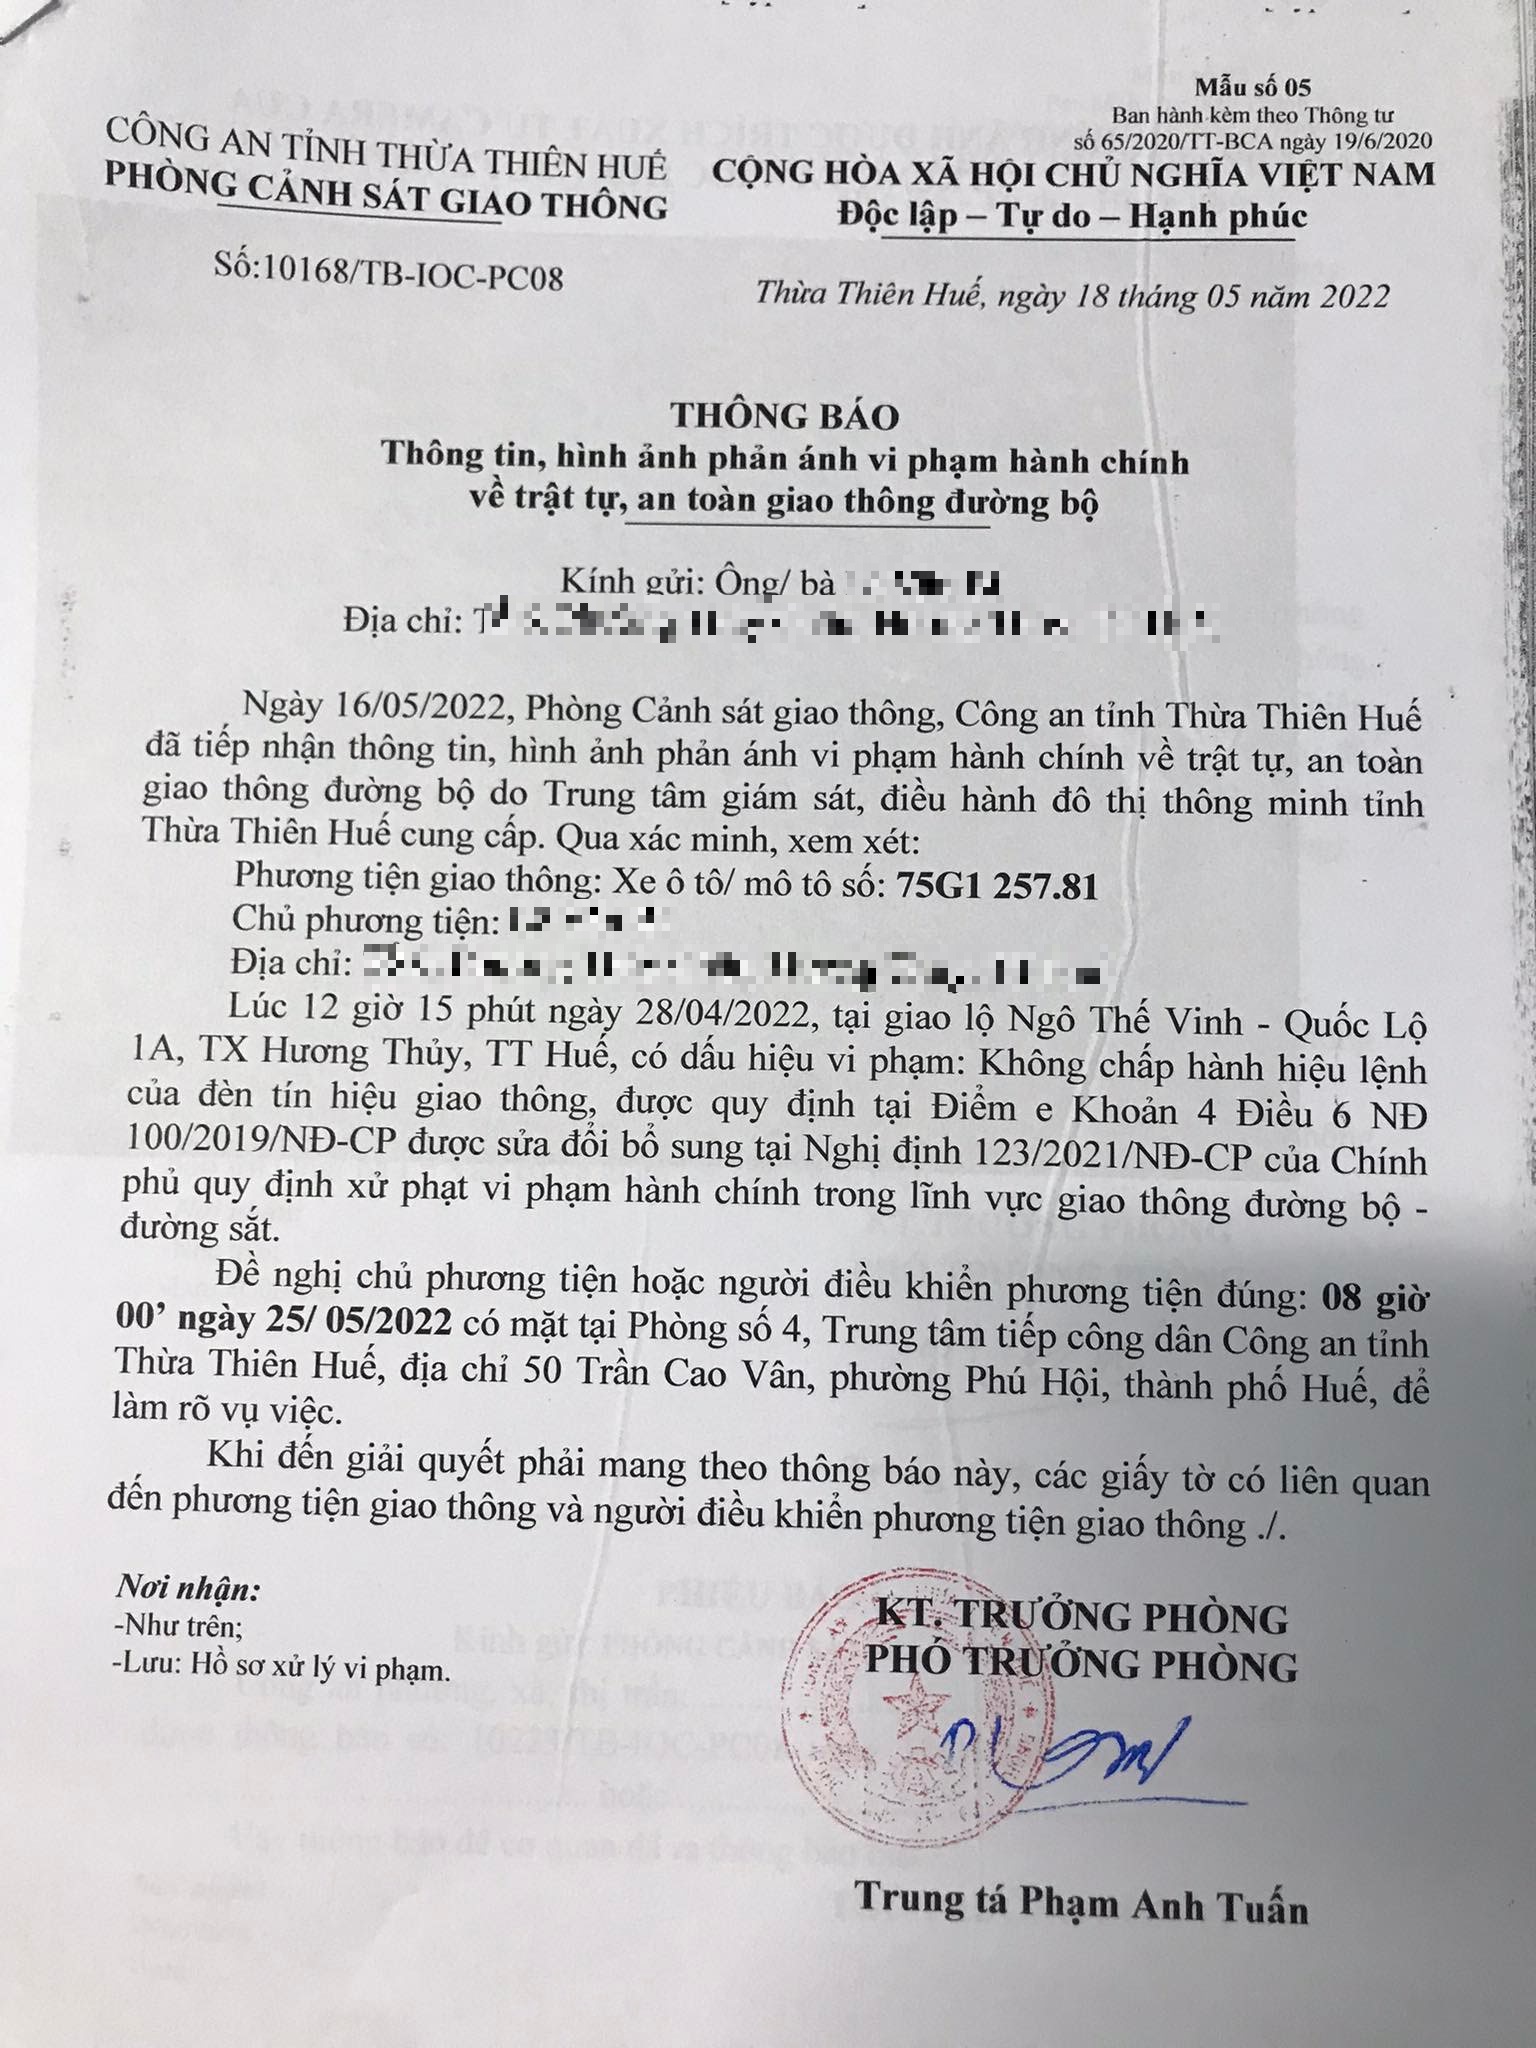 Mẫu số 05
Ban hành kèm theo Thông tư
số 65/2020/TT-BCA ngày 19/6/2020
CÔNG AN TỈNH THỪA THIÊN HUẾ
PHÒNG CẢNH SÁT GIAO THÔNG
CỘNG HÒA XÃ HỘI CHỦ NGHĨA VIỆT NAM
Độc lập – Tự do – Hạnh phúc
Số:10168/TB-IOC-PC08
Thừa Thiên Huế, ngày 18 tháng 05 năm 2022
THÔNG BÁO
Thông tin, hình ảnh phản ánh vi phạm hành chính
về trật tự, an toàn giao thông đường bộ
Kính gửi: Ông/ bà
Địa chỉ:
Ngày 16/05/2022, Phòng Cảnh sát giao thông, Công an tỉnh Thừa Thiên Huế
đã tiếp nhận thông tin, hình ảnh phản ánh vi phạm hành chính về trật tự, an toàn
giao thông đường bộ do Trung tâm giám sát, điều hành đô thị thông minh tỉnh
Thừa Thiên Huế cung cấp. Qua xác minh, xem xét:
Phương tiện giao thông: Xe ô tô/ mô tô số: 75G1 257.81
Chủ phương tiện:
Địa chỉ:
Lúc 12 giờ 15 phút ngày 28/04/2022, tại giao lộ Ngô Thế Vinh - Quốc Lộ
1A, TX Hương Thủy, TT Huế, có dấu hiệu vi phạm: Không chấp hành hiệu lệnh
của đèn tín hiệu giao thông, được quy định tại Điểm e Khoản 4 Điều 6 NĐ
100/2019/NĐ-CP được sửa đổi bổ sung tại Nghị định 123/2021/NĐ-CP của Chính
phủ quy định xử phạt vi phạm hành chính trong lĩnh vực giao thông đường bộ -
đường sắt.
Đề nghị chủ phương tiện hoặc người điều khiển phương tiện đúng: 08 giờ
00’ ngày 25/ 05/2022 có mặt tại Phòng số 4, Trung tâm tiếp công dân Công an tỉnh
Thừa Thiên Huế, địa chỉ 50 Trần Cao Vân, phường Phú Hội, thành phố Huế, để
làm rõ vụ việc.
Khi đến giải quyết phải mang theo thông báo này, các giấy tờ có liên quan
đến phương tiện giao thông và người điều khiển phương tiện giao thông ./.
Nơi nhận:
-Như trên;
-Lưu: Hồ sơ xử lý vi phạm.
KT. TRƯỞNG PHÒNG
PHÓ TRƯỞNG PHÒNG
Trung tá Phạm Anh Tuấn